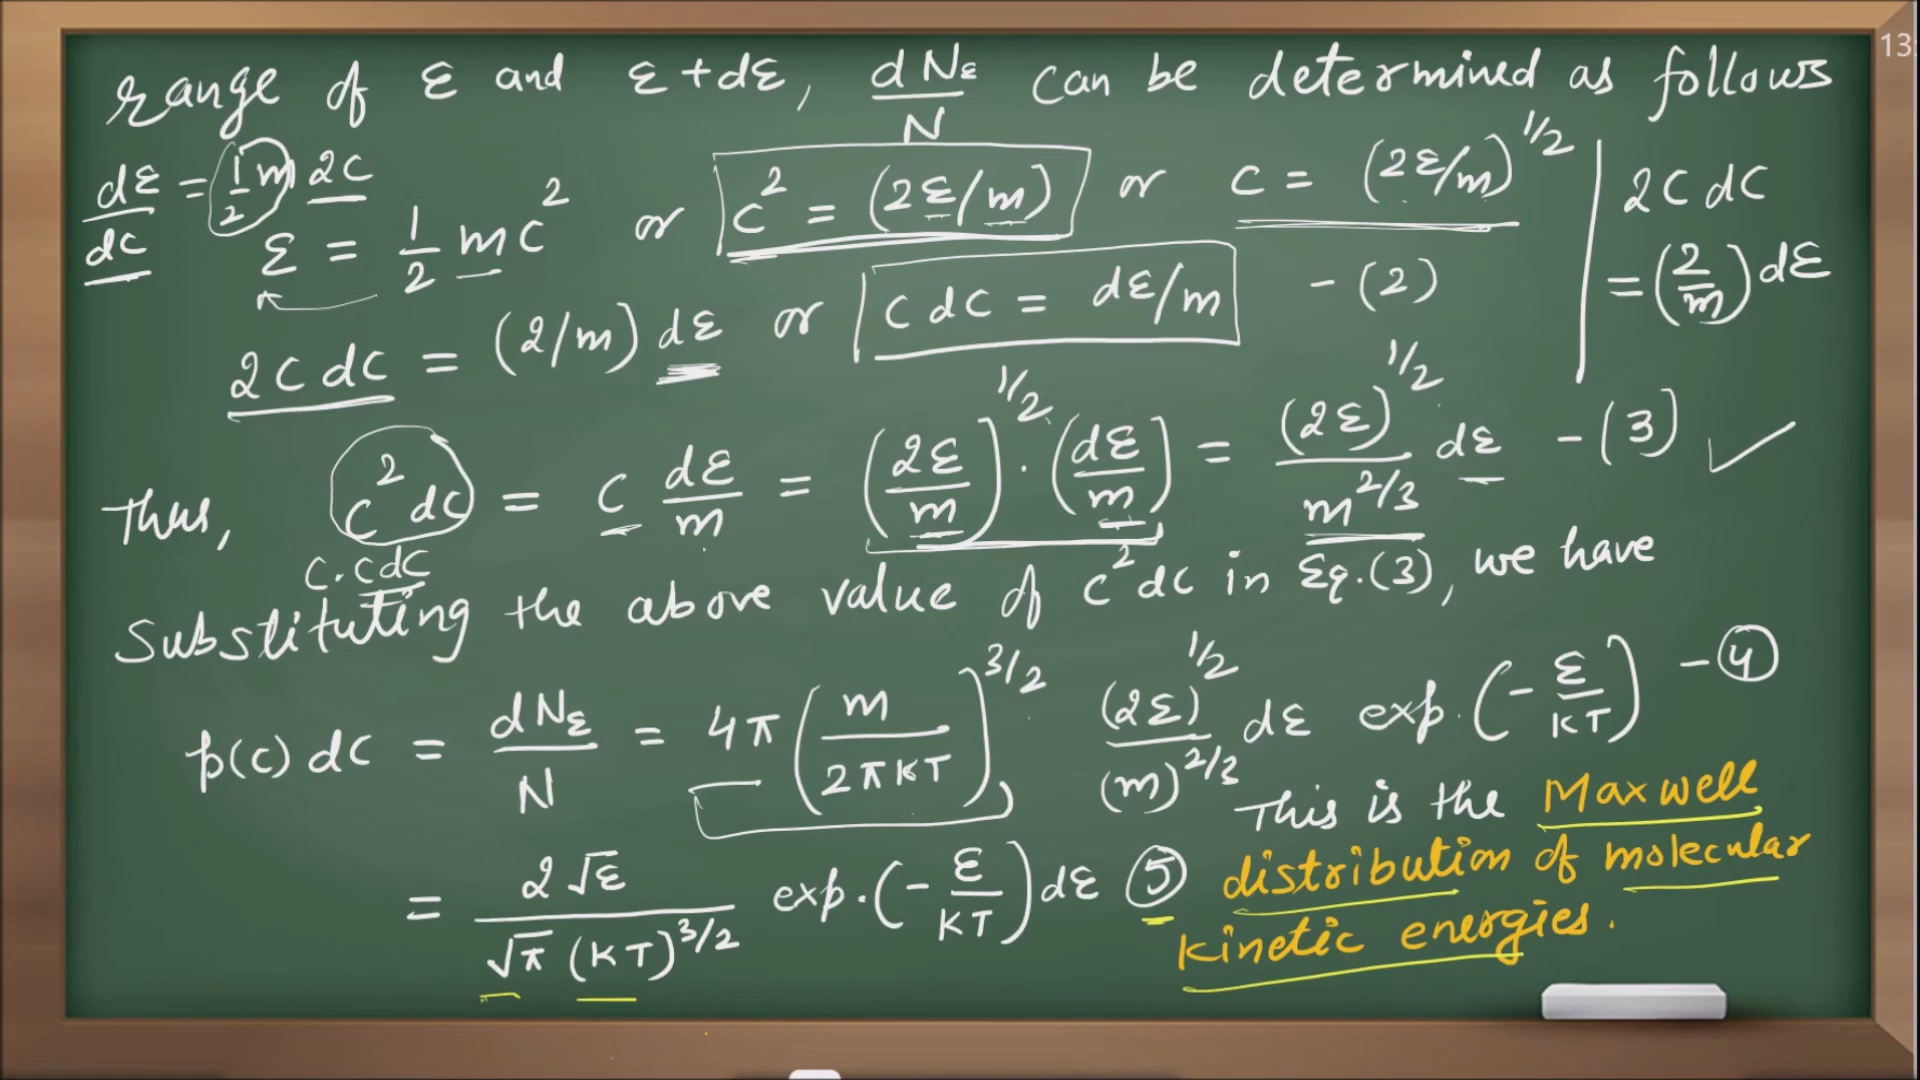 13
range of ε and ε+dε, dNε/N can be determined as follows
dε/dc = 1/2 m 2c
ε = 1/2 mc² or c² = (2ε/m) or c = (2ε/m)^1/2
2c dc = (2/m) dε
2c dc = (2/m) dε or c dc = dε/m -(2)
Thus, c² dc = c dε/m = (2ε/m)^1/2 · (dε/m) = (2ε)^1/2/m^2/3 dε -(3) ✓
c.cdc
Substituting the above value of c²dc in Eq.(3), we have
p(c) dc = dNε/N = 4π (m/2πKT)^3/2 (2ε)^1/2/(m)^2/3 dε exp.(-ε/KT) -④
= 2√ε/√π (KT)^3/2 exp.(-ε/KT) dε ⑤
This is the Maxwell
distribution of molecular
kinetic energies.